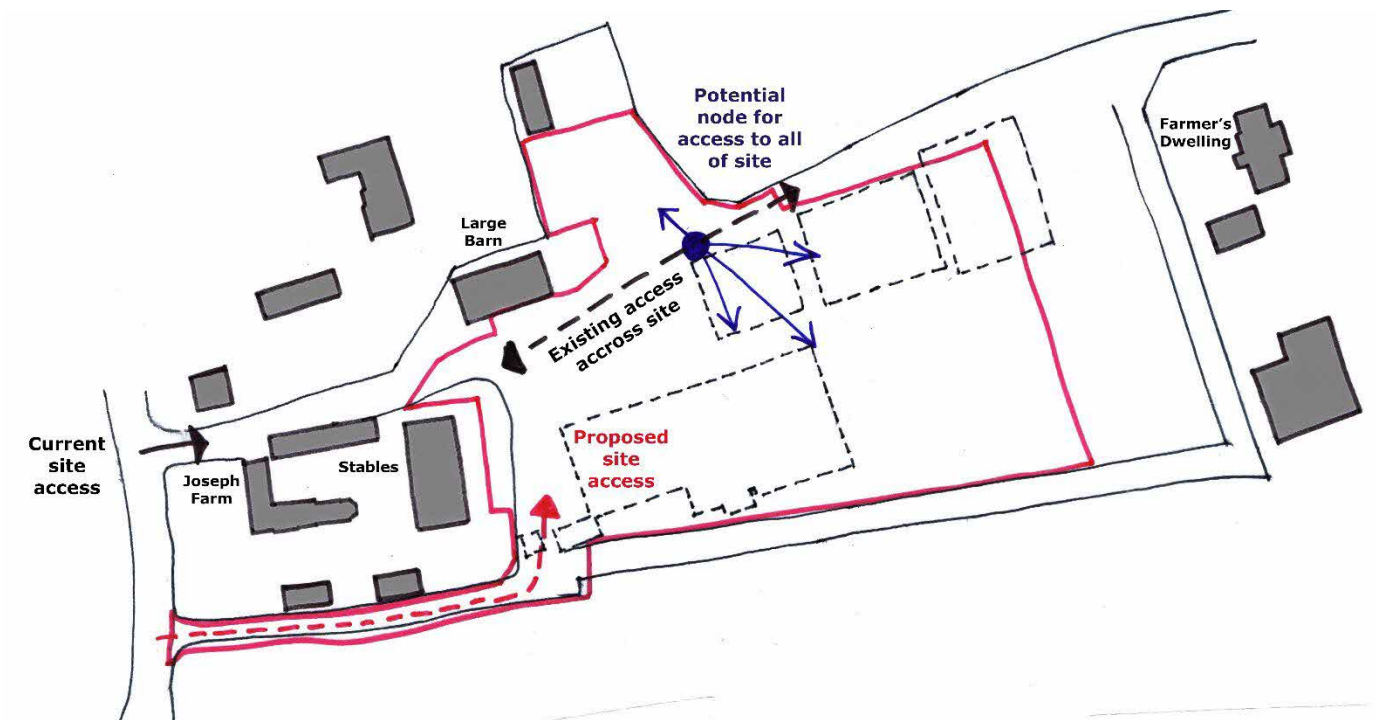 Potential
node for
access to all
of site
Farmer's
Dwelling
Large
Barn
Existing access
accross site
Current
site
access
Joseph
Farm
Stables
Proposed
site
access